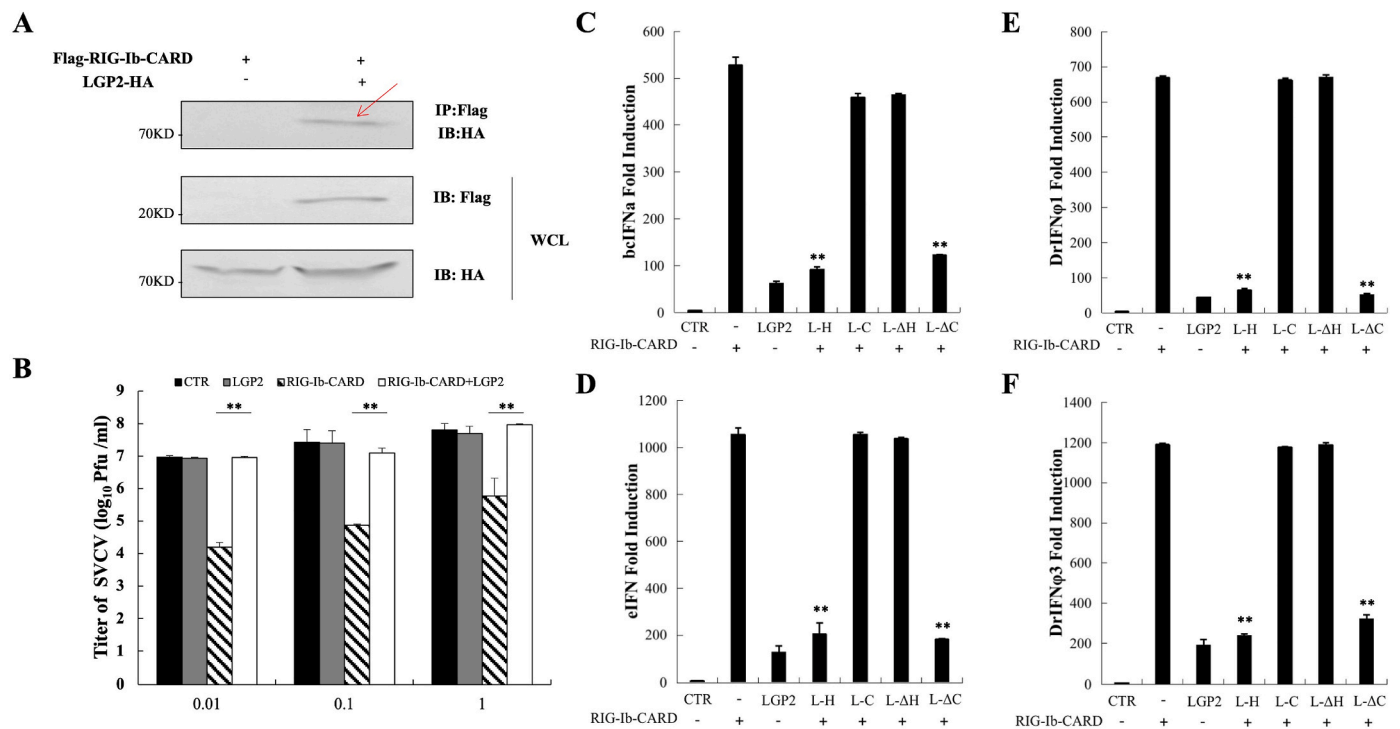 A
Flag-RIG-Ib-CARD + +
LGP2-HA - +
IP:Flag
IB:HA
70KD
IB: Flag
20KD
WCL
IB: HA
70KD
B
CTR LGP2 RIG-Ib-CARD RIG-Ib-CARD+LGP2
Titer of SVCV (log10 Pfu /ml)
9
8
7
6
5
4
3
2
1
0
** ** **
0.01 0.1 1
C
bcIFNa Fold Induction
600
500
400
300
200
100
0
** **
CTR - LGP2 L-H L-C L-ΔH L-ΔC
RIG-Ib-CARD - + - + + + +
D
eIFN Fold Induction
1200
1000
800
600
400
200
0
** **
CTR - LGP2 L-H L-C L-ΔH L-ΔC
RIG-Ib-CARD - + - + + + +
E
DrIFNφ1 Fold Induction
800
700
600
500
400
300
200
100
0
** **
CTR - LGP2 L-H L-C L-ΔH L-ΔC
RIG-Ib-CARD - + - + + + +
F
DrIFNφ3 Fold Induction
1400
1200
1000
800
600
400
200
0
** **
CTR - LGP2 L-H L-C L-ΔH L-ΔC
RIG-Ib-CARD - + - + + + +